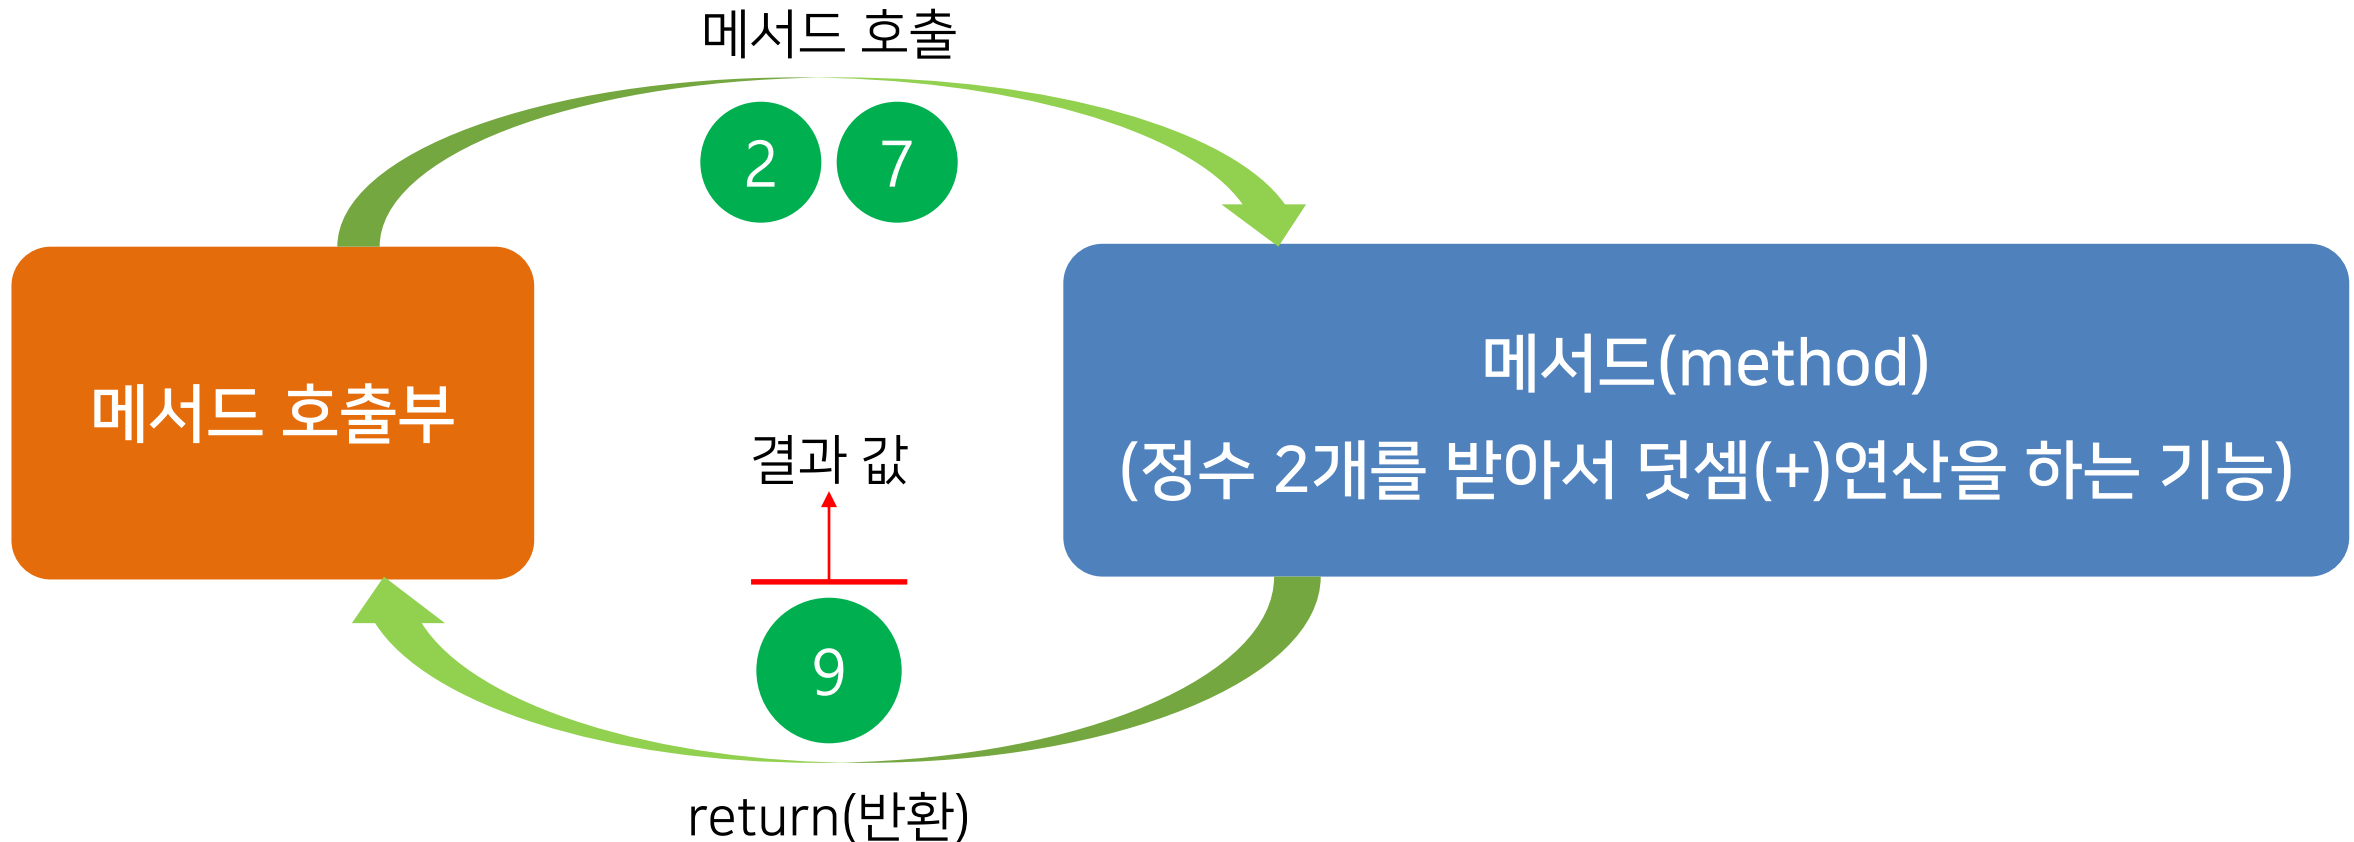 메서드 호출
2 7
메서드 호출부
메서드(method)
(정수 2개를 받아서 덧셈(+)연산을 하는 기능)
결과 값
9
return(반환)